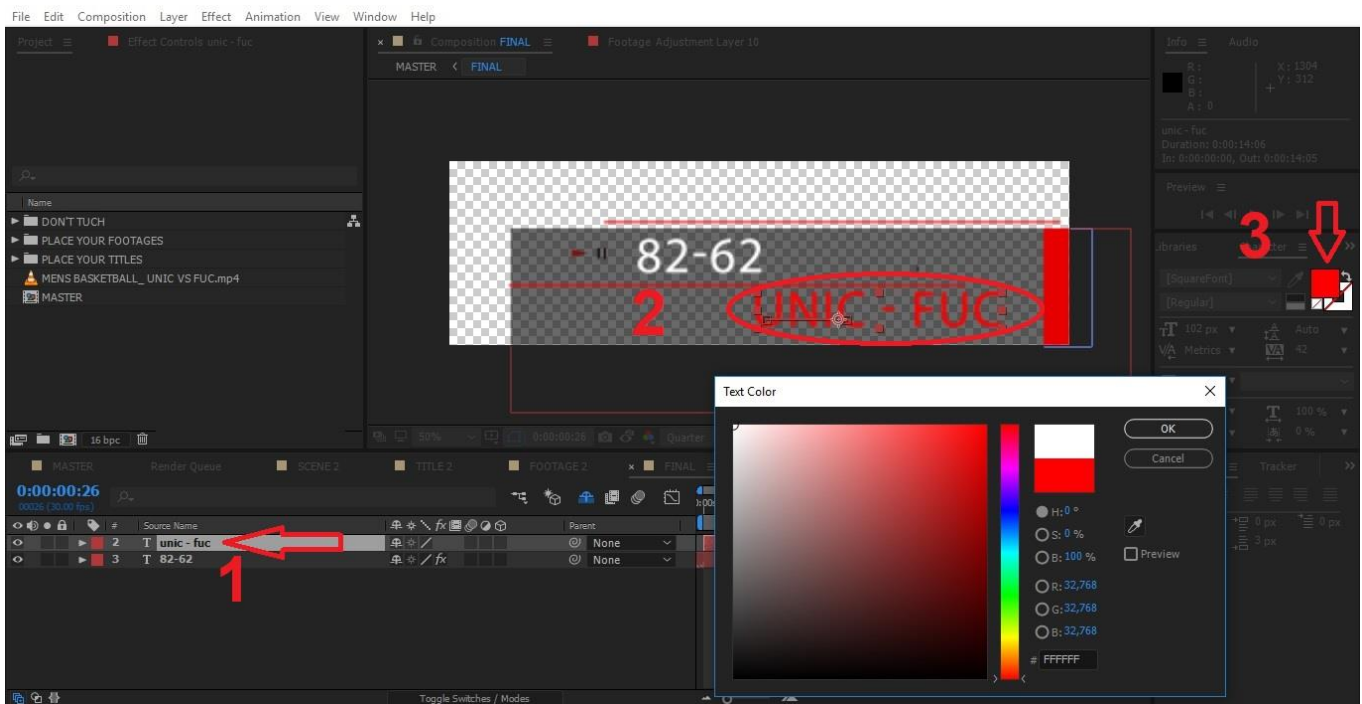 File Edit Composition Layer Effect Animation View Window Help
Project Effect Controls unic - fuc
Composition FINAL Footage Adjustment Layer 10
Info Audio
MASTER FINAL
R: X: 1304
G: Y: 312
B:
A: 0
unic - fuc
Duration: 0:00:14:06
In: 0:00:00:00, Out: 0:00:14:05
Preview
Name
DON'T TUCH
PLACE YOUR FOOTAGES
PLACE YOUR TITLES
MENS BASKETBALL_ UNIC VS FUC.mp4
MASTER
82-62
UNIC - FUC
2
3
[SquareFont]
[Regular]
102 px Auto
Metrics 42
100 %
0 %
Text Color
OK
Cancel
H: 0 °
S: 0 %
B: 100 %
Preview
R: 32,768
G: 32,768
B: 32,768
# FFFFFF
16 bpc
50% 0:00:00:26 Quarter
MASTER Render Queue SCENE 2 TITLE 2 FOOTAGE 2 FINAL
Tracker
0:00:00:26
00026 (30.00 fps)
# Source Name Parent
2 T unic - fuc None
3 T 82-62 None
1
0 px 0 px
3 px
Toggle Switches / Modes